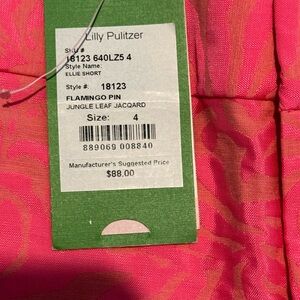 Lilly Pulitzer
SKU #
18123 640LZ5 4
Style Name:
ELLIE SHORT
Style #: 18123
FLAMINGO PIN
JUNGLE LEAF JACQARD
Size: 4
889069 008840
Manufacturer's Suggested Price
$88.00